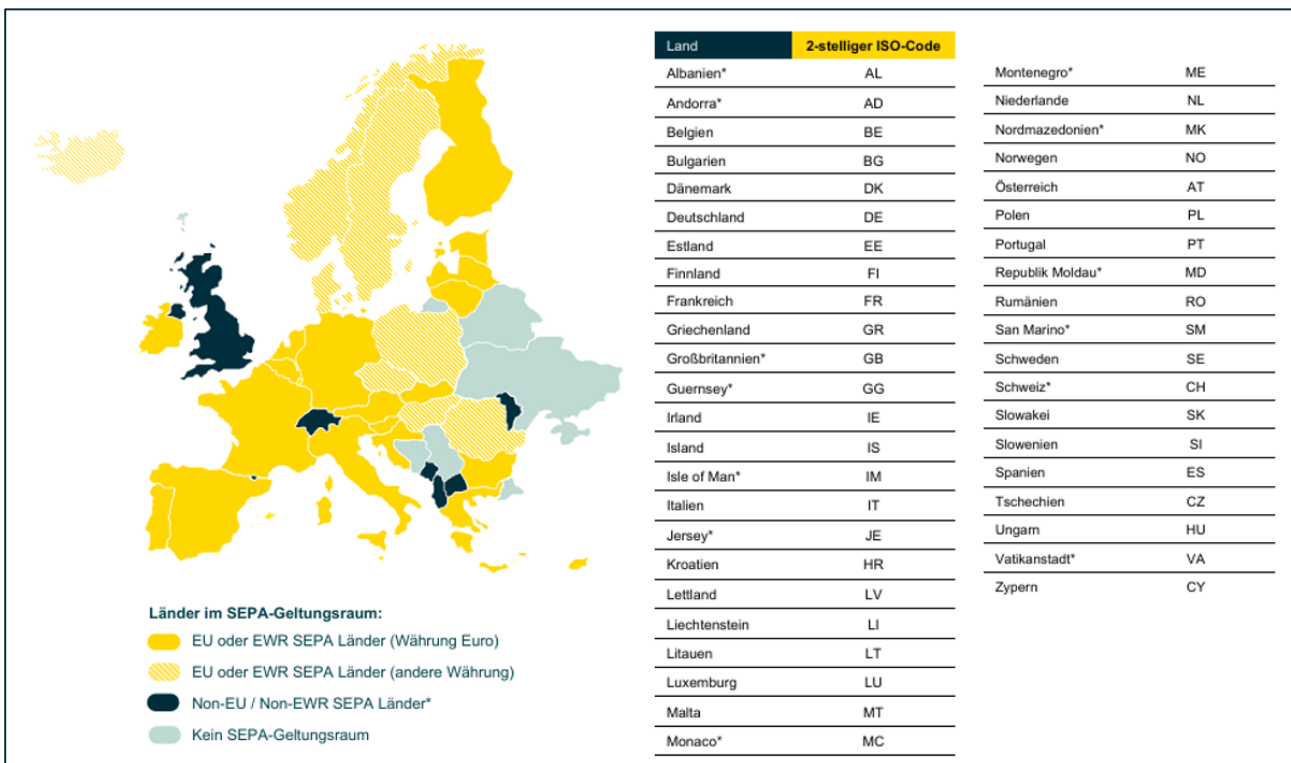 Länder im SEPA-Geltungsraum:
EU oder EWR SEPA Länder (Währung Euro)
EU oder EWR SEPA Länder (andere Währung)
Non-EU / Non-EWR SEPA Länder*
Kein SEPA-Geltungsraum
Land 2-stelliger ISO-Code
Albanien* AL
Andorra* AD
Belgien BE
Bulgarien BG
Dänemark DK
Deutschland DE
Estland EE
Finnland FI
Frankreich FR
Griechenland GR
Großbritannien* GB
Guernsey* GG
Irland IE
Island IS
Isle of Man* IM
Italien IT
Jersey* JE
Kroatien HR
Lettland LV
Liechtenstein LI
Litauen LT
Luxemburg LU
Malta MT
Monaco* MC
Montenegro* ME
Niederlande NL
Nordmazedonien* MK
Norwegen NO
Österreich AT
Polen PL
Portugal PT
Republik Moldau* MD
Rumänien RO
San Marino* SM
Schweden SE
Schweiz* CH
Slowakei SK
Slowenien SI
Spanien ES
Tschechien CZ
Ungarn HU
Vatikanstadt* VA
Zypern CY